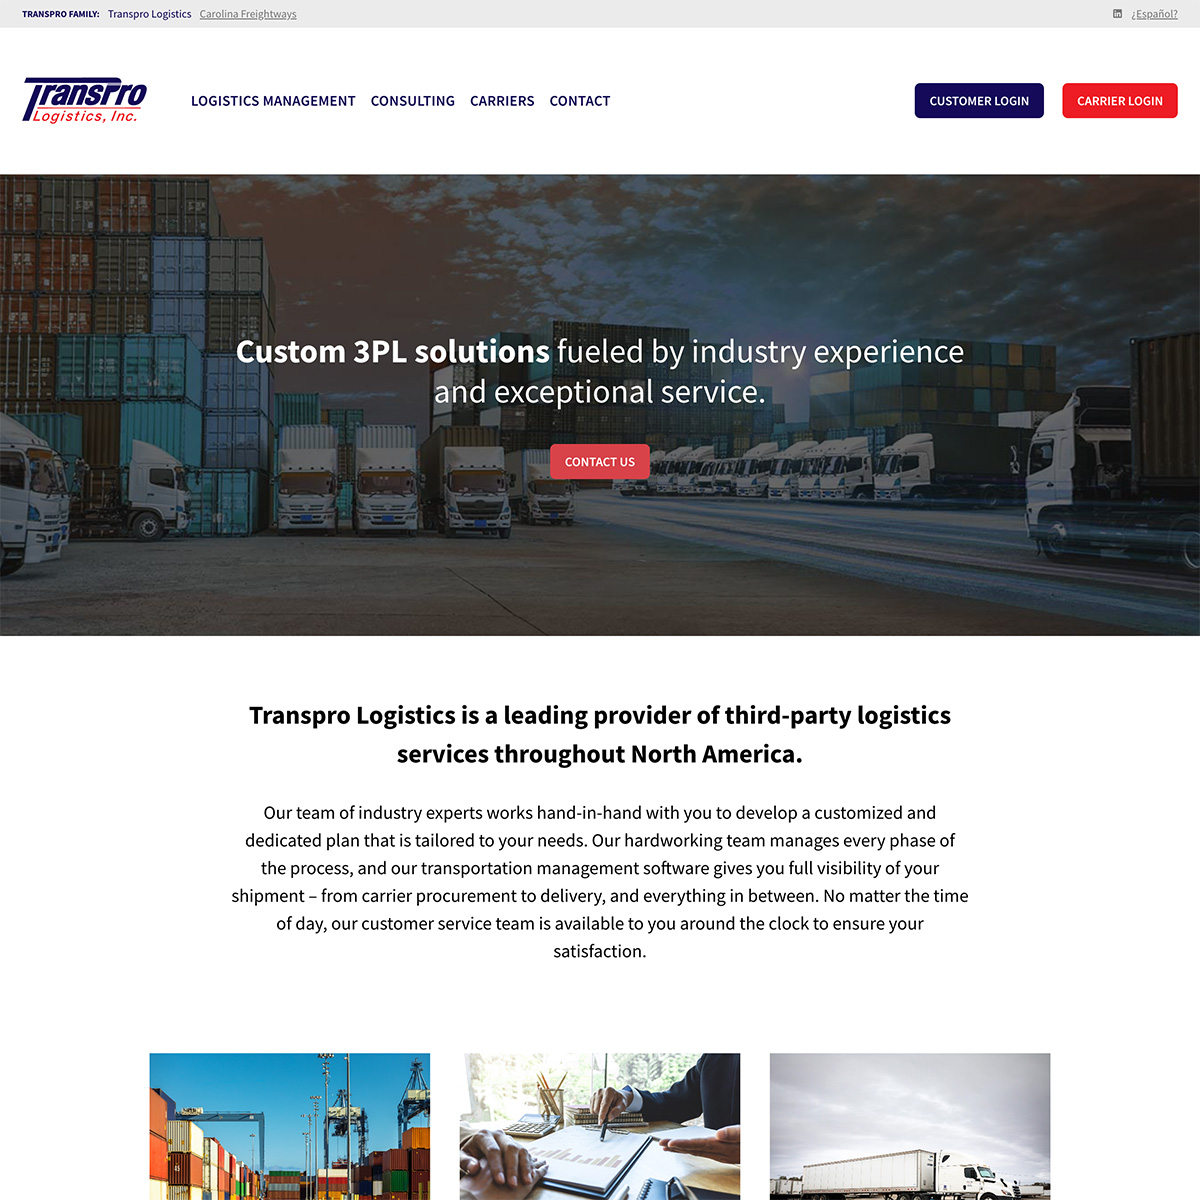 TRANSPRO FAMILY: Transpro Logistics Carolina Freightways ¿Español?
TransPro
Logistics, Inc.
LOGISTICS MANAGEMENT CONSULTING CARRIERS CONTACT
CUSTOMER LOGIN CARRIER LOGIN
Custom 3PL solutions fueled by industry experience
and exceptional service.
CONTACT US
Transpro Logistics is a leading provider of third-party logistics
services throughout North America.
Our team of industry experts works hand-in-hand with you to develop a customized and
dedicated plan that is tailored to your needs. Our hardworking team manages every phase of
the process, and our transportation management software gives you full visibility of your
shipment – from carrier procurement to delivery, and everything in between. No matter the time
of day, our customer service team is available to you around the clock to ensure your
satisfaction.